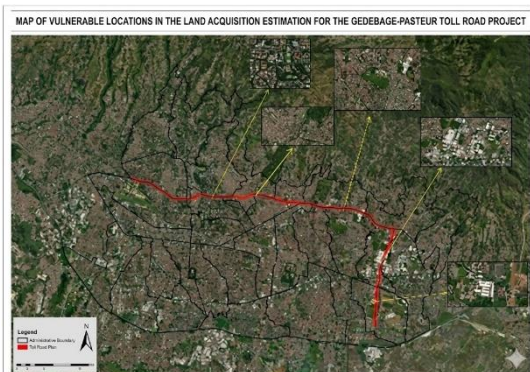 MAP OF VULNERABLE LOCATIONS IN THE LAND ACQUISITION ESTIMATION FOR THE GEDEBAGE-PASTEUR TOLL ROAD PROJECT
N
Legend
Administrative Boundary
Toll Road Plan